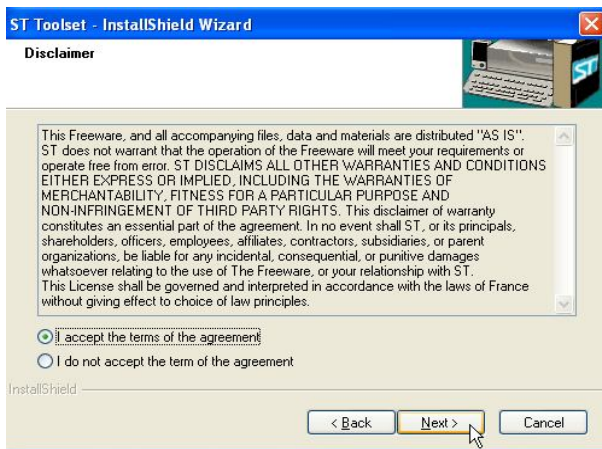 ST Toolset - InstallShield Wizard
Disclaimer
ST
This Freeware, and all accompanying files, data and materials are distributed "AS IS".
ST does not warrant that the operation of the Freeware will meet your requirements or
operate free from error. ST DISCLAIMS ALL OTHER WARRANTIES AND CONDITIONS
EITHER EXPRESS OR IMPLIED, INCLUDING THE WARRANTIES OF
MERCHANTABILITY, FITNESS FOR A PARTICULAR PURPOSE AND
NON-INFRINGEMENT OF THIRD PARTY RIGHTS. This disclaimer of warranty
constitutes an essential part of the agreement. In no event shall ST, or its principals,
shareholders, officers, employees, affiliates, contractors, subsidiaries, or parent
organizations, be liable for any incidental, consequential, or punitive damages
whatsoever relating to the use of The Freeware, or your relationship with ST.
This License shall be governed and interpreted in accordance with the laws of France
without giving effect to choice of law principles.
I accept the terms of the agreement
I do not accept the term of the agreement
InstallShield
< Back Next > Cancel